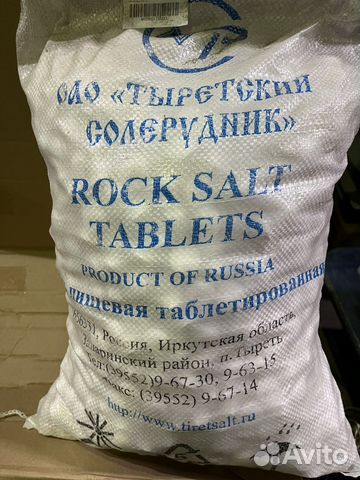 ОАО «ТЫРЕТСКИЙ
СОЛЕРУДНИК»
ROCK SALT
TABLETS
PRODUCT OF RUSSIA
пищевая таблетированная
Россия, Иркутская область,
район, п. Тыреть
(39552) 9-67-30, 9-63-15
факс: (39552) 9-67-14
http://www.tiretsalt.ru
Avito